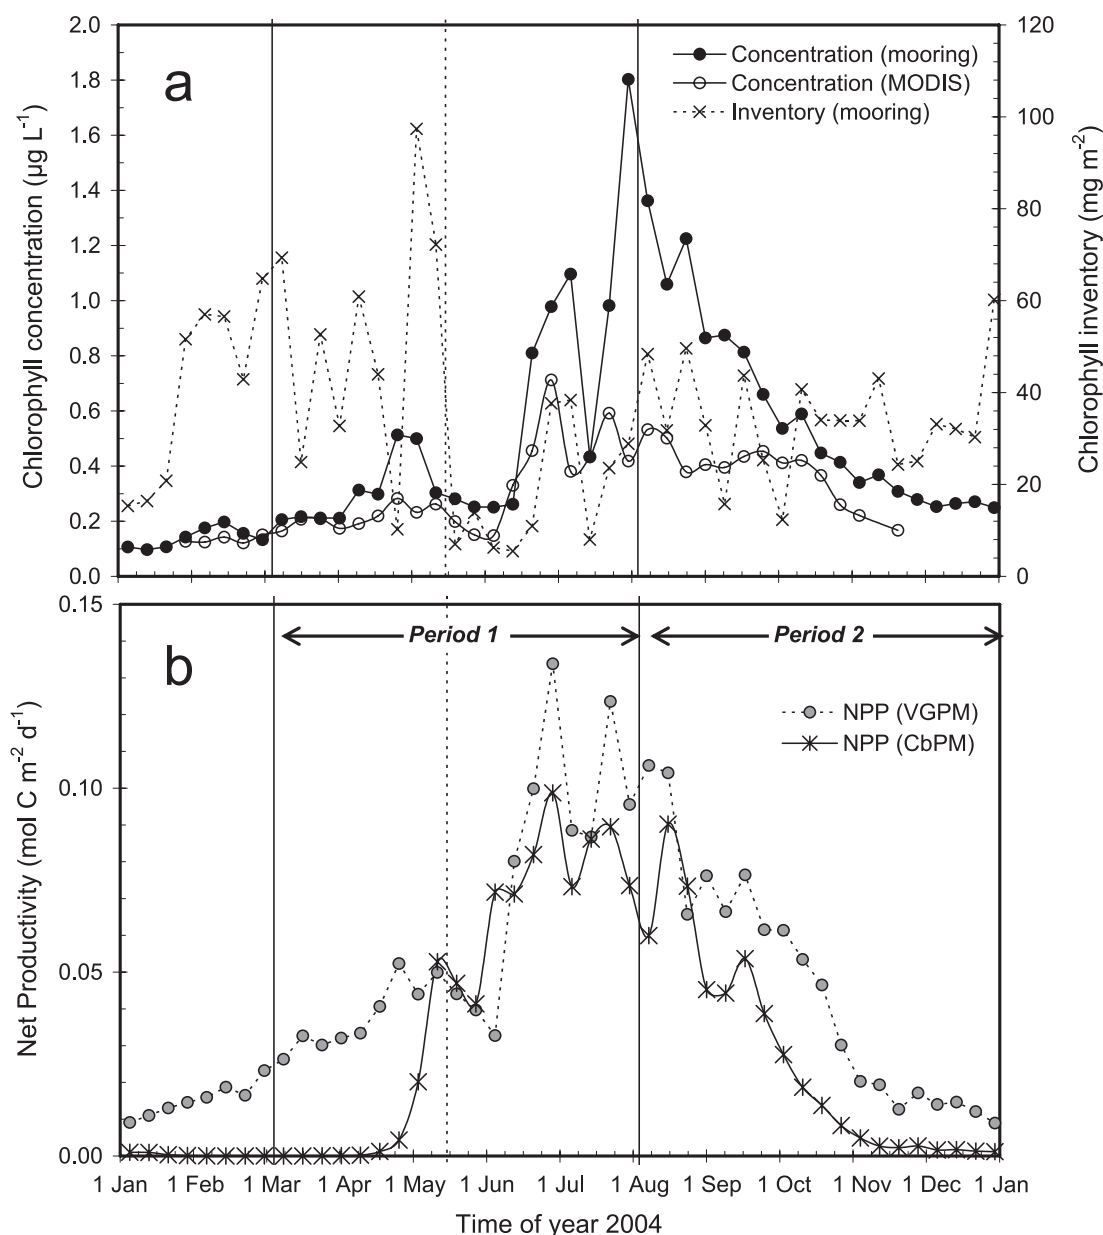 a
Concentration (mooring)
Concentration (MODIS)
Inventory (mooring)
Chlorophyll concentration (µg L⁻¹)
2.0
1.8
1.6
1.4
1.2
1.0
0.8
0.6
0.4
0.2
0.0
Chlorophyll inventory (mg m⁻²)
120
100
80
60
40
20
0
b
Period 1
Period 2
NPP (VGPM)
NPP (CbPM)
Net Productivity (mol C m⁻² d⁻¹)
0.15
0.10
0.05
0.00
1 Jan 1 Feb 1 Mar 1 Apr 1 May 1 Jun 1 Jul 1 Aug 1 Sep 1 Oct 1 Nov 1 Dec 1 Jan
Time of year 2004